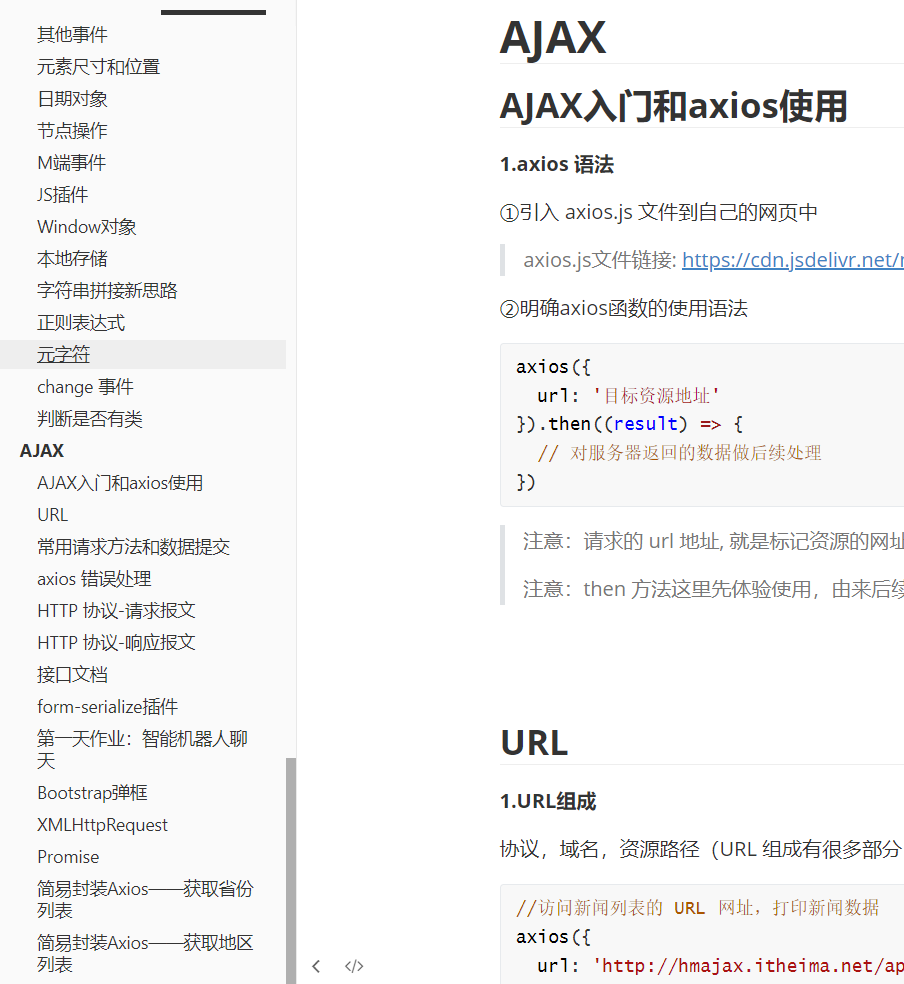 其他事件
元素尺寸和位置
日期对象
节点操作
M端事件
JS插件
Window对象
本地存储
字符串拼接新思路
正则表达式
元字符
change 事件
判断是否有类
AJAX
AJAX入门和axios使用
URL
常用请求方法和数据提交
axios 错误处理
HTTP 协议-请求报文
HTTP 协议-响应报文
接口文档
form-serialize插件
第一天作业：智能机器人聊
天
Bootstrap弹框
XMLHttpRequest
Promise
简易封装Axios——获取省份
列表
简易封装Axios——获取地区
列表
AJAX
AJAX入门和axios使用
1.axios 语法
①引入 axios.js 文件到自己的网页中
axios.js文件链接: https://cdn.jsdelivr.net/
②明确axios函数的使用语法
axios({
  url: '目标资源地址'
}).then((result) => {
  // 对服务器返回的数据做后续处理
})
注意：请求的 url 地址, 就是标记资源的网址
注意：then 方法这里先体验使用，由来后续
URL
1.URL组成
协议，域名，资源路径（URL 组成有很多部分
//访问新闻列表的 URL 网址，打印新闻数据
axios({
  url: 'http://hmajax.itheima.net/ap